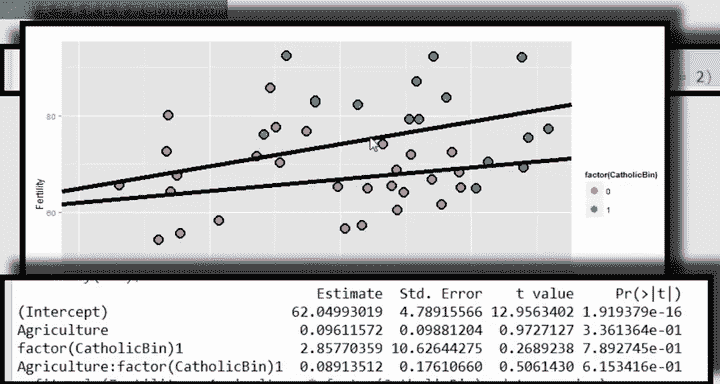 = 2)
80
Fertility
60
factor(CatholicBin)
0
1
Estimate Std. Error t value Pr(>|t|)
(Intercept) 62.04993019 4.78915566 12.9563402 1.919379e-16
Agriculture 0.09611572 0.09881204 0.9727127 3.361364e-01
factor(CatholicBin)1 2.85770359 10.62644275 0.2689238 7.892745e-01
Agriculture:factor(CatholicBin)1 0.08913512 0.17610660 0.5061430 6.153416e-01